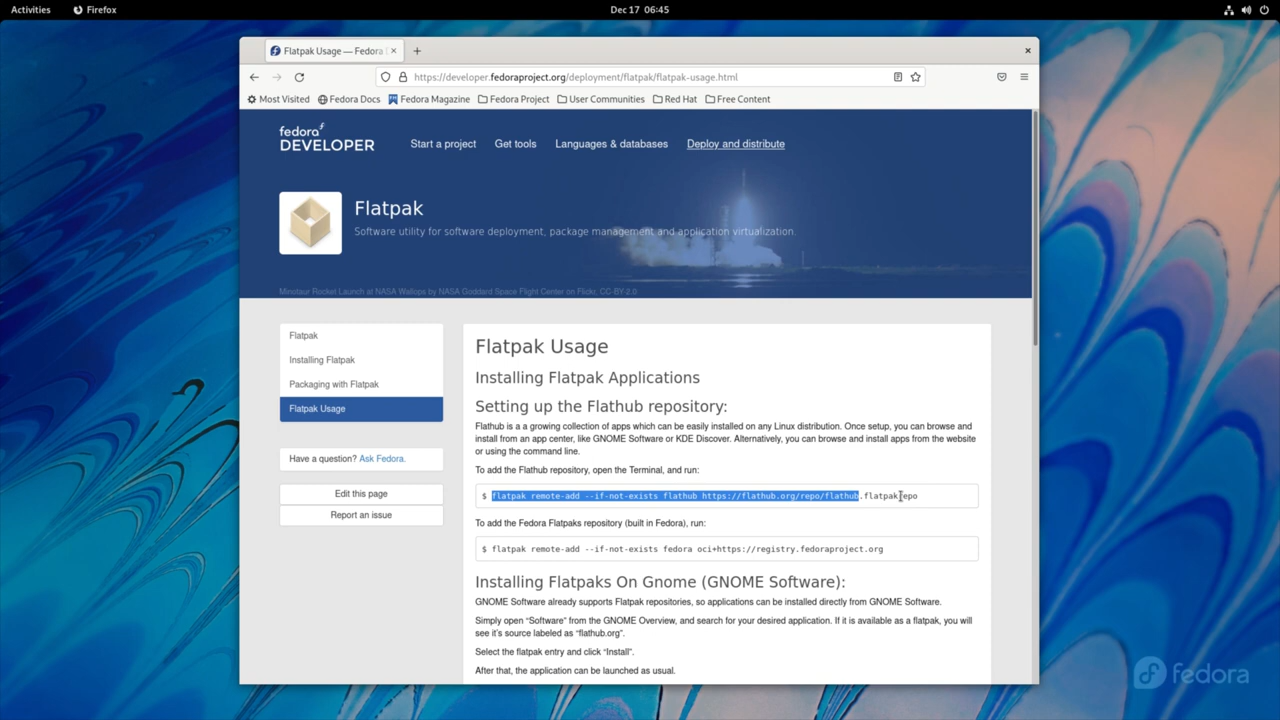 Activities Firefox Dec 17 06:45
Flatpak Usage — Fedora
https://developer.fedoraproject.org/deployment/flatpak/flatpak-usage.html
Most Visited Fedora Docs Fedora Magazine Fedora Project User Communities Red Hat Free Content
fedora
DEVELOPER
Start a project Get tools Languages & databases Deploy and distribute
Flatpak
Software utility for software deployment, package management and application virtualization.
Minotaur Rocket Launch at NASA Wallops by NASA Goddard Space Flight Center on Flickr, CC-BY-2.0
Flatpak
Installing Flatpak
Packaging with Flatpak
Flatpak Usage
Have a question? Ask Fedora.
Edit this page
Report an issue
Flatpak Usage
Installing Flatpak Applications
Setting up the Flathub repository:
Flathub is a a growing collection of apps which can be easily installed on any Linux distribution. Once setup, you can browse and
install from an app center, like GNOME Software or KDE Discover. Alternatively, you can browse and install apps from the website
or using the command line.
To add the Flathub repository, open the Terminal, and run:
$ flatpak remote-add --if-not-exists flathub https://flathub.org/repo/flathub.flatpakrepo
To add the Fedora Flatpaks repository (built in Fedora), run:
$ flatpak remote-add --if-not-exists fedora oci+https://registry.fedoraproject.org
Installing Flatpaks On Gnome (GNOME Software):
GNOME Software already supports Flatpak repositories, so applications can be installed directly from GNOME Software.
Simply open “Software” from the GNOME Overview, and search for your desired application. If it is available as a flatpak, you will
see it’s source labeled as “flathub.org”.
Select the flatpak entry and click “Install”.
After that, the application can be launched as usual.
fedora